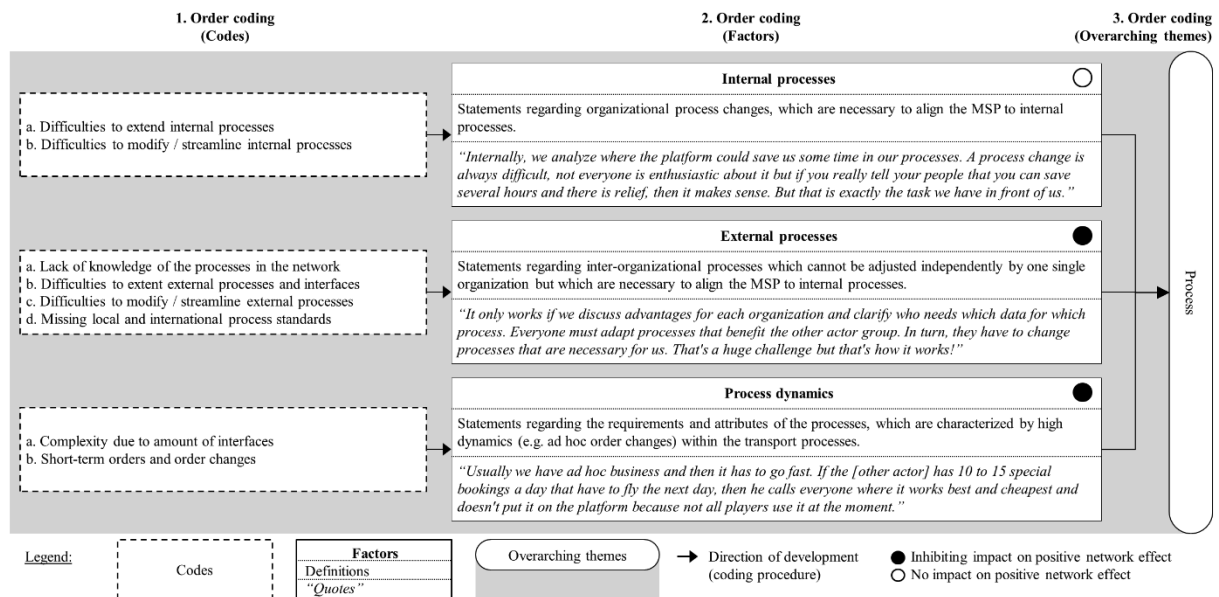 1. Order coding
(Codes)
2. Order coding
(Factors)
3. Order coding
(Overarching themes)
a. Difficulties to extend internal processes
b. Difficulties to modify / streamline internal processes
Internal processes
Statements regarding organizational process changes, which are necessary to align the MSP to internal
processes.
“Internally, we analyze where the platform could save us some time in our processes. A process change is
always difficult, not everyone is enthusiastic about it but if you really tell your people that you can save
several hours and there is relief, then it makes sense. But that is exactly the task we have in front of us.”
a. Lack of knowledge of the processes in the network
b. Difficulties to extent external processes and interfaces
c. Difficulties to modify / streamline external processes
d. Missing local and international process standards
External processes
Statements regarding inter-organizational processes which cannot be adjusted independently by one single
organization but which are necessary to align the MSP to internal processes.
“It only works if we discuss advantages for each organization and clarify who needs which data for which
process. Everyone must adapt processes that benefit the other actor group. In turn, they have to change
processes that are necessary for us. That's a huge challenge but that's how it works!”
a. Complexity due to amount of interfaces
b. Short-term orders and order changes
Process dynamics
Statements regarding the requirements and attributes of the processes, which are characterized by high
dynamics (e.g. ad hoc order changes) within the transport processes.
“Usually we have ad hoc business and then it has to go fast. If the [other actor] has 10 to 15 special
bookings a day that have to fly the next day, then he calls everyone where it works best and cheapest and
doesn't put it on the platform because not all players use it at the moment.”
Process
Legend:
Codes
Factors
Definitions
“Quotes”
Overarching themes
Direction of development
(coding procedure)
Inhibiting impact on positive network effect
No impact on positive network effect